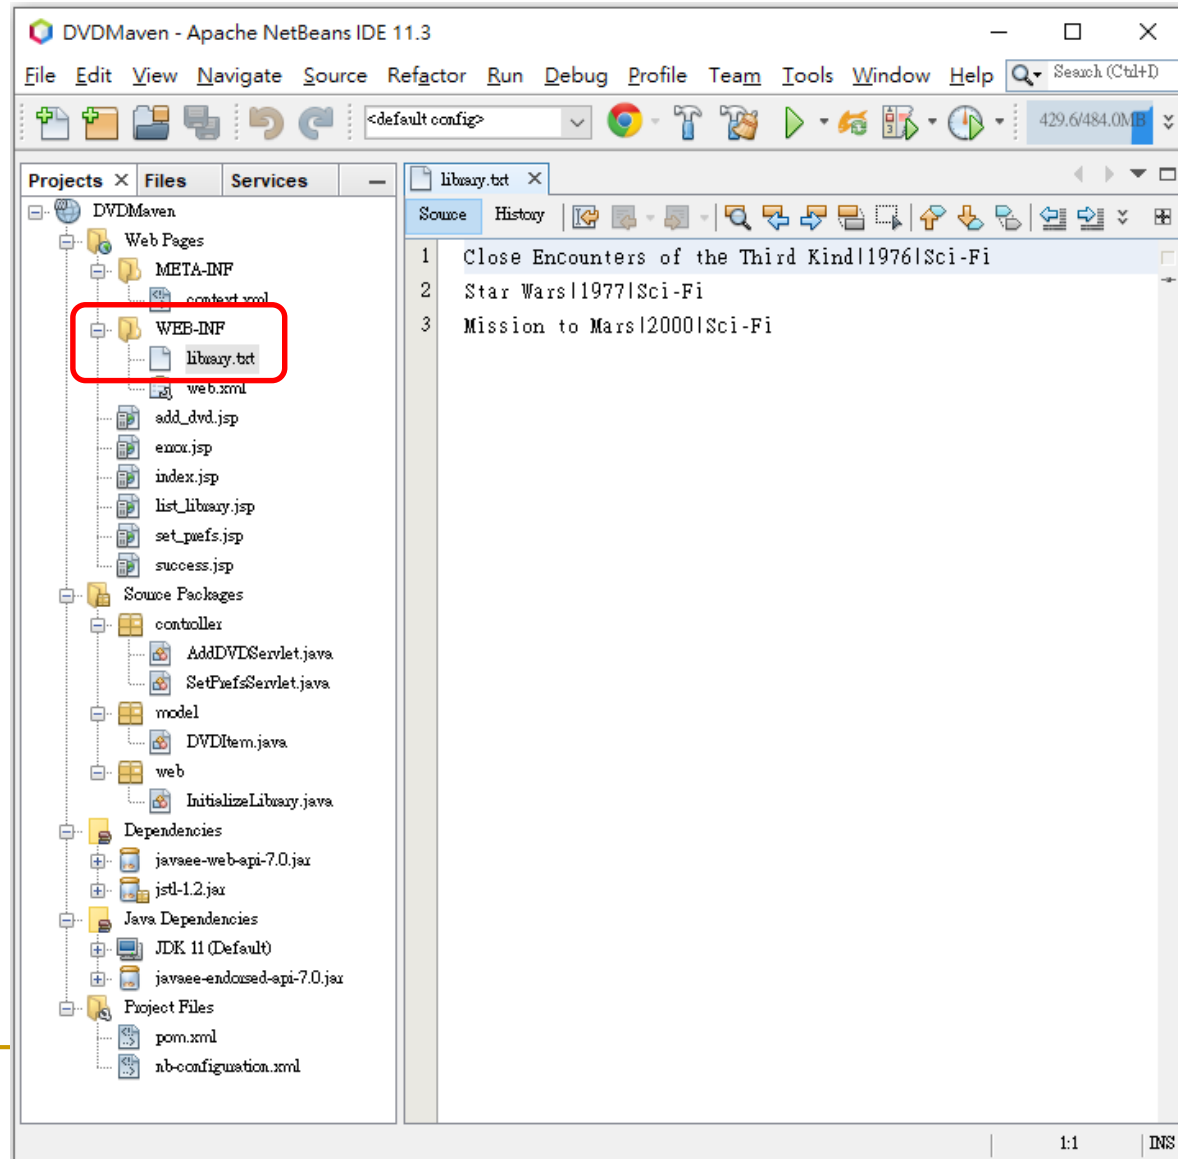 DVDMaven - Apache NetBeans IDE 11.3
File Edit View Navigate Source Refactor Run Debug Profile Team Tools Window Help Search (Ctrl+I)
<default config> 429.6/484.0MB
Projects Files Services
library.txt
Source History
DVDMaven
Web Pages
META-INF
context.xml
WEB-INF
library.txt
web.xml
add_dvd.jsp
error.jsp
index.jsp
list_library.jsp
set_prefs.jsp
success.jsp
Source Packages
controller
AddDVDServlet.java
SetPrefsServlet.java
model
DVDItem.java
web
InitializeLibrary.java
Dependencies
javaee-web-api-7.0.jar
jstl-1.2.jar
Java Dependencies
JDK 11 (Default)
javaee-endorsed-api-7.0.jar
Project Files
pom.xml
nb-configuration.xml
1 Close Encounters of the Third Kind|1976|Sci-Fi
2 Star Wars|1977|Sci-Fi
3 Mission to Mars|2000|Sci-Fi
1:1 INS